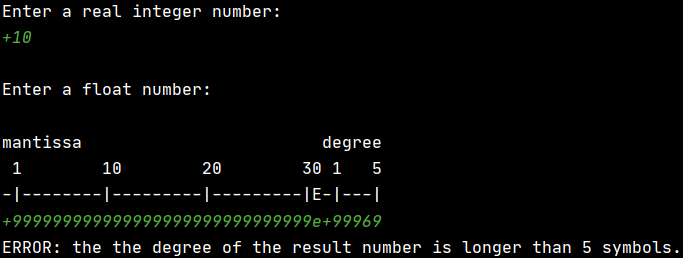 Enter a real integer number:
+10
Enter a float number:
mantissa                        degree
 1        10        20        30 1   5
-|--------|---------|---------|E-|---|
+999999999999999999999999999999e+99969
ERROR: the the degree of the result number is longer than 5 symbols.